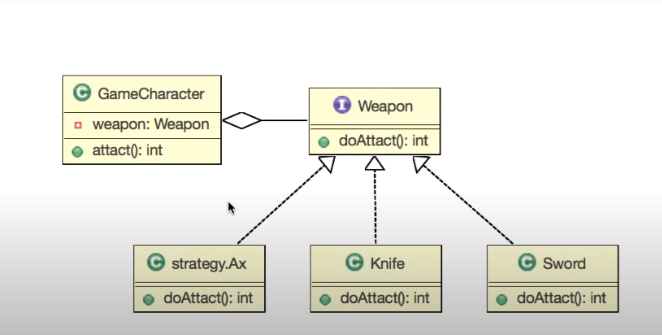 GameCharacter
weapon: Weapon
attact(): int
I
Weapon
doAttact(): int
C
strategy.Ax
doAttact(): int
C
Knife
doAttact(): int
C
Sword
doAttact(): int